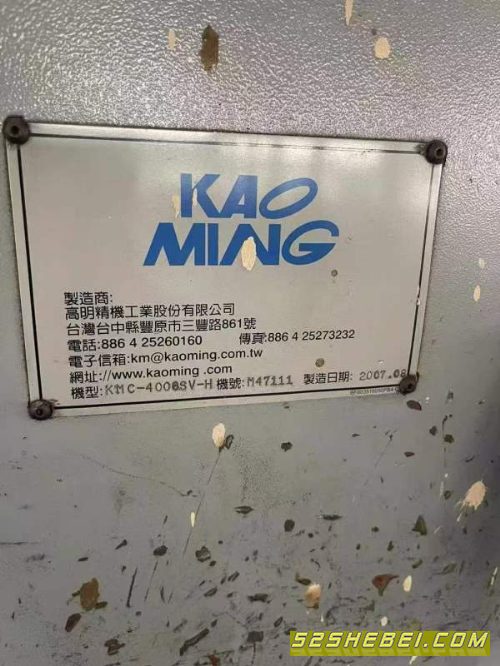 KAO
MING
製造商:
高明精機工業股份有限公司
台灣台中縣豐原市三豐路861號
電話:886 4 25260160 傳真:886 4 25273232
電子信箱:km@kaoming.com.tw
網址://www.kaoming .com
機型:KMC-4000SV-H 機號:M47111 製造日期: 2007.08
52SHEBEI.COM